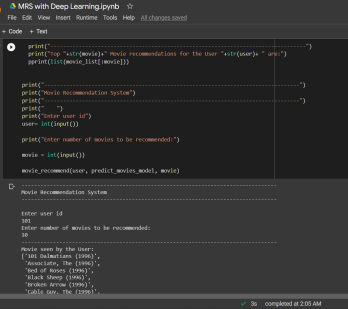 MRS with Deep Learning.ipynb
File Edit View Insert Runtime Tools Help All changes saved
+ Code + Text
print("--------------------------------------------------------------------------------")
print("Top "+str(movie)+" Movie recommendations for the User "+str(user)+ " are:")
pprint(list(movie_list[:movie]))
print("--------------------------------------------------------------------------------")
print("Movie Recommendation System")
print("--------------------------------------------------------------------------------")
print(" ")
print("Enter user id")
user= int(input())
print("Enter number of movies to be recommended:")
movie = int(input())
movie_recommend(user, predict_movies_model, movie)
--------------------------------------------------------------------------------
Movie Recommendation System
--------------------------------------------------------------------------------
Enter user id
101
Enter number of movies to be recommended:
10
--------------------------------------------------------------------------------
Movie seen by the User:
['101 Dalmatians (1996)',
'Associate, The (1996)',
'Bed of Roses (1996)',
'Black Sheep (1996)',
'Broken Arrow (1996)',
'Cable Guy, The (1996)',
3s completed at 2:05 AM